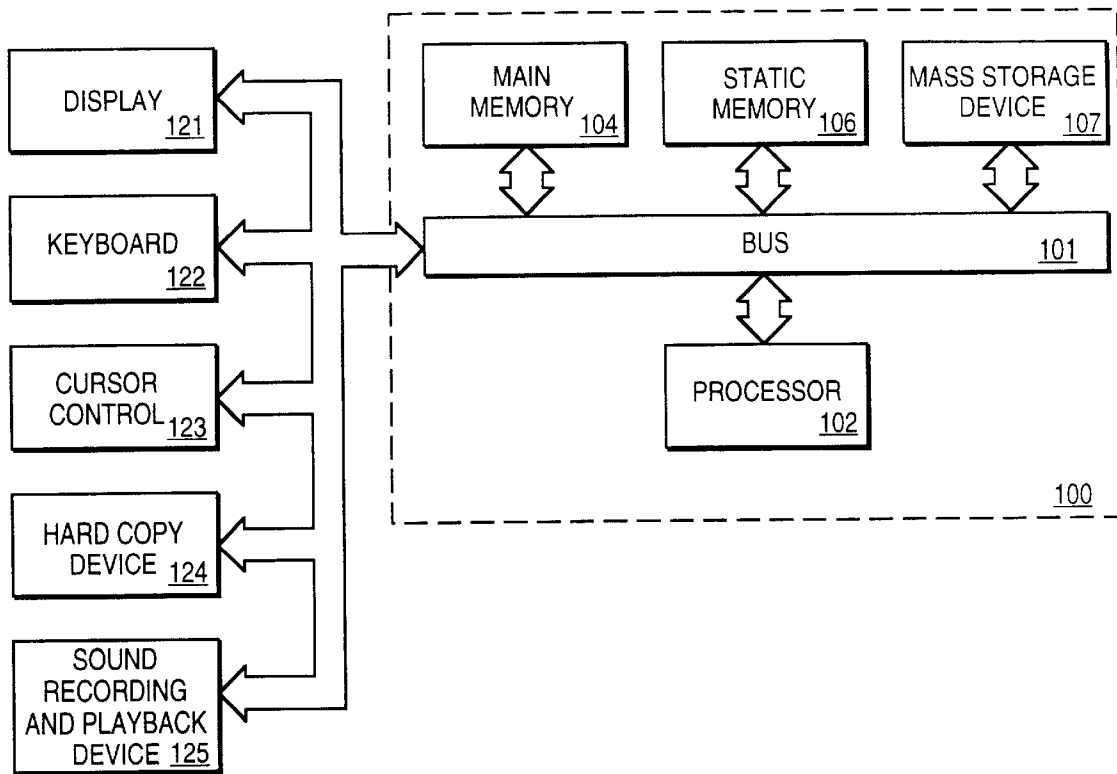 DISPLAY
121
KEYBOARD
122
CURSOR
CONTROL
123
HARD COPY
DEVICE
124
SOUND
RECORDING
AND PLAYBACK
DEVICE 125
MAIN
MEMORY
104
STATIC
MEMORY
106
MASS STORAGE
DEVICE
107
BUS
101
PROCESSOR
102
100